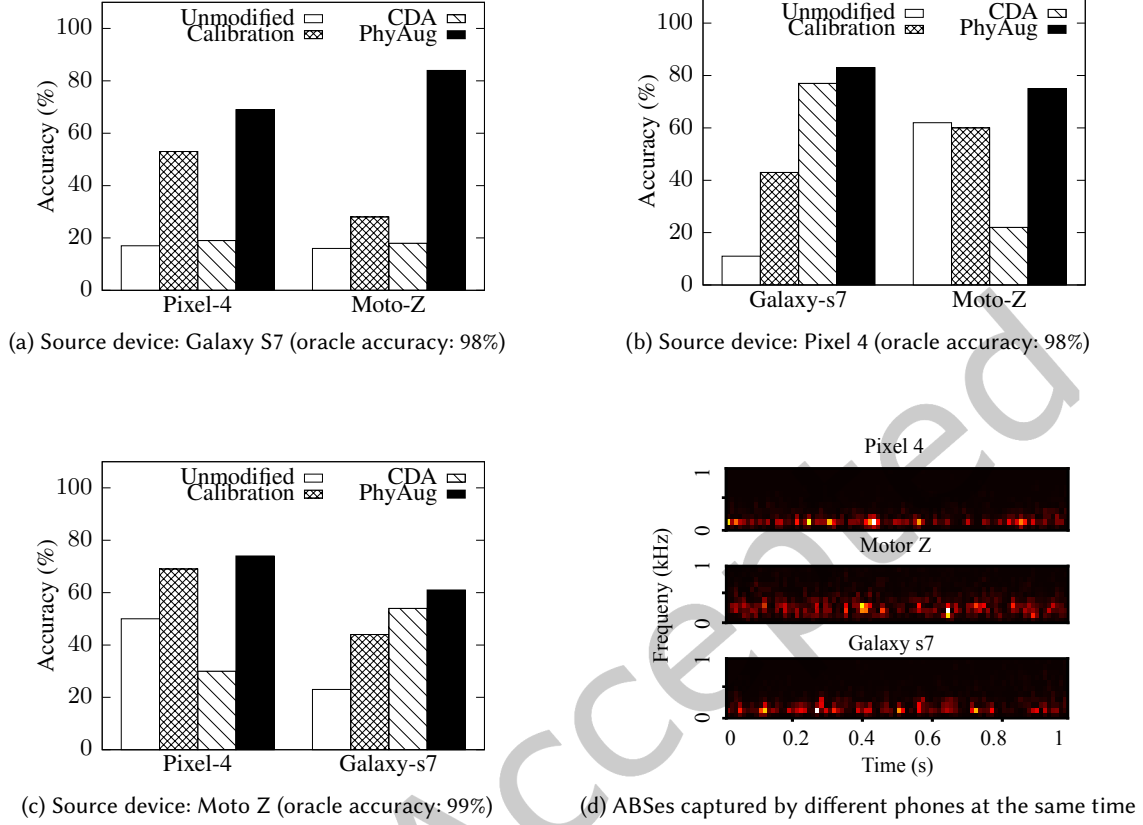 Unmodified CDA
Calibration PhyAug
100
80
60
40
20
0
Accuracy (%)
Pixel-4 Moto-Z
(a) Source device: Galaxy S7 (oracle accuracy: 98%)
Unmodified CDA
Calibration PhyAug
100
80
60
40
20
0
Accuracy (%)
Galaxy-s7 Moto-Z
(b) Source device: Pixel 4 (oracle accuracy: 98%)
Unmodified CDA
Calibration PhyAug
100
80
60
40
20
0
Accuracy (%)
Pixel-4 Galaxy-s7
(c) Source device: Moto Z (oracle accuracy: 99%)
Pixel 4
1
0
Motor Z
1
0
Galaxy s7
1
0
Frequeny (kHz)
0 0.2 0.4 0.6 0.8 1
Time (s)
(d) ABSes captured by different phones at the same time
Accepted